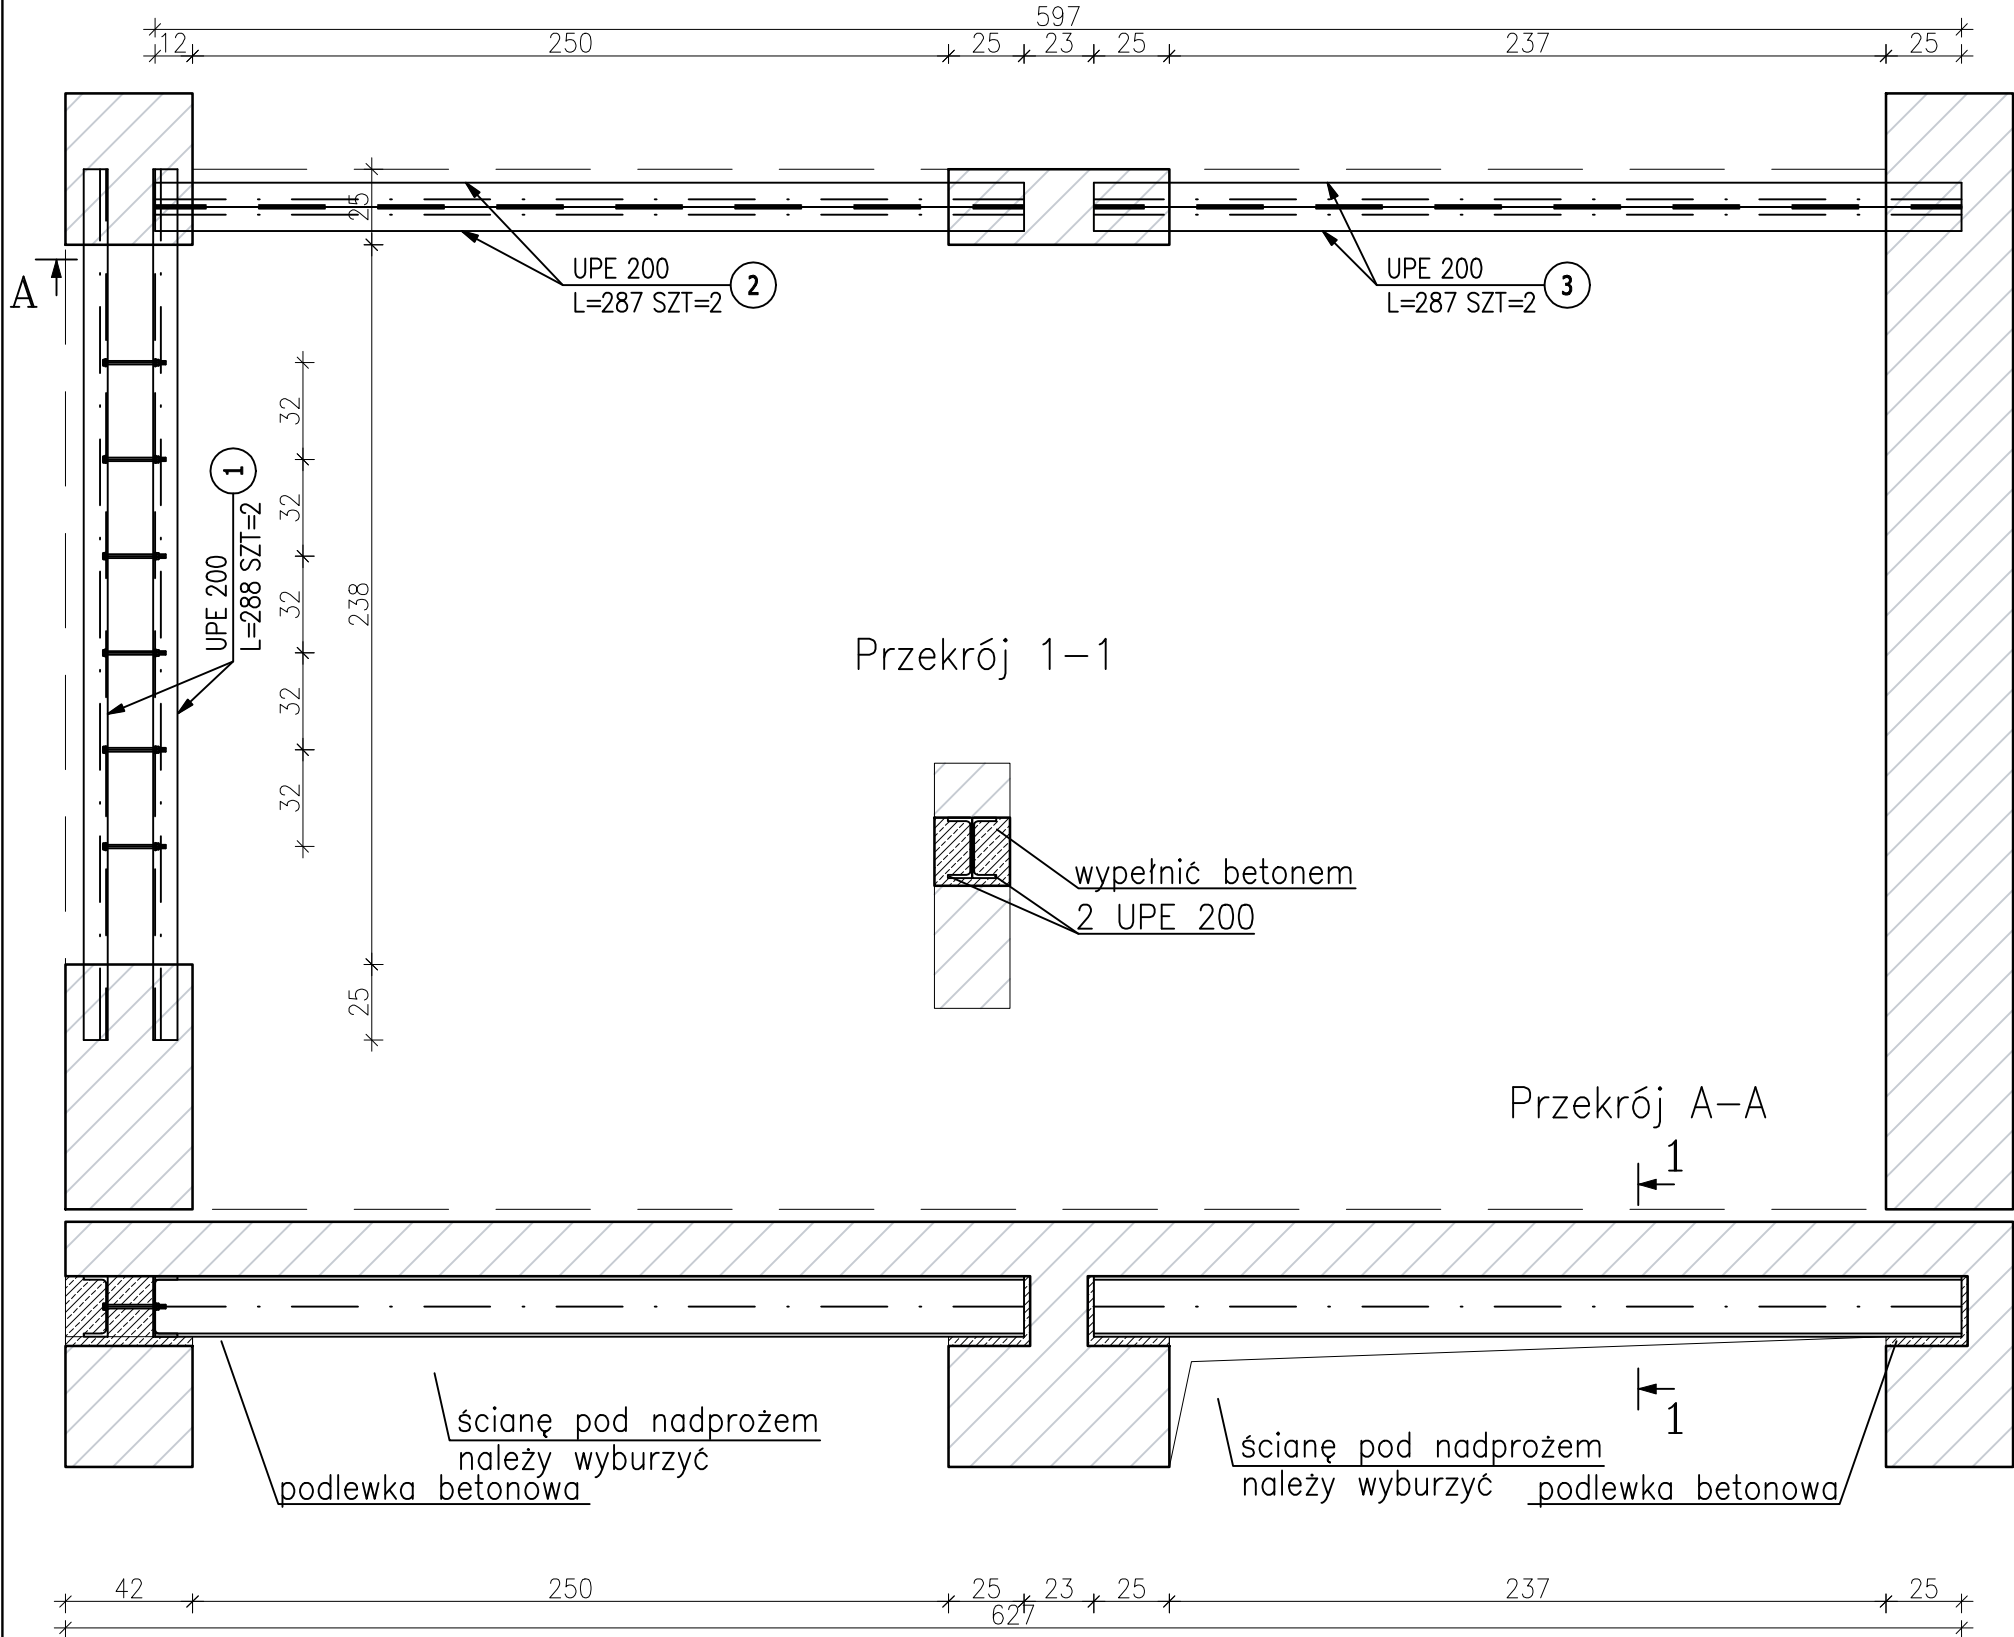 597
12 250 25 23 25 237 25
25
A
UPE 200
L=287 SZT=2
2
UPE 200
L=287 SZT=2
3
32
32
32
32
32
1
UPE 200
L=288 SZT=2
238
25
Przekrój 1-1
wypełnić betonem
2 UPE 200
Przekrój A-A
1
1
ścianę pod nadprożem
należy wyburzyć
podlewka betonowa
ścianę pod nadprożem
należy wyburzyć
podlewka betonowa
42 250 25 23 25 237 25
627